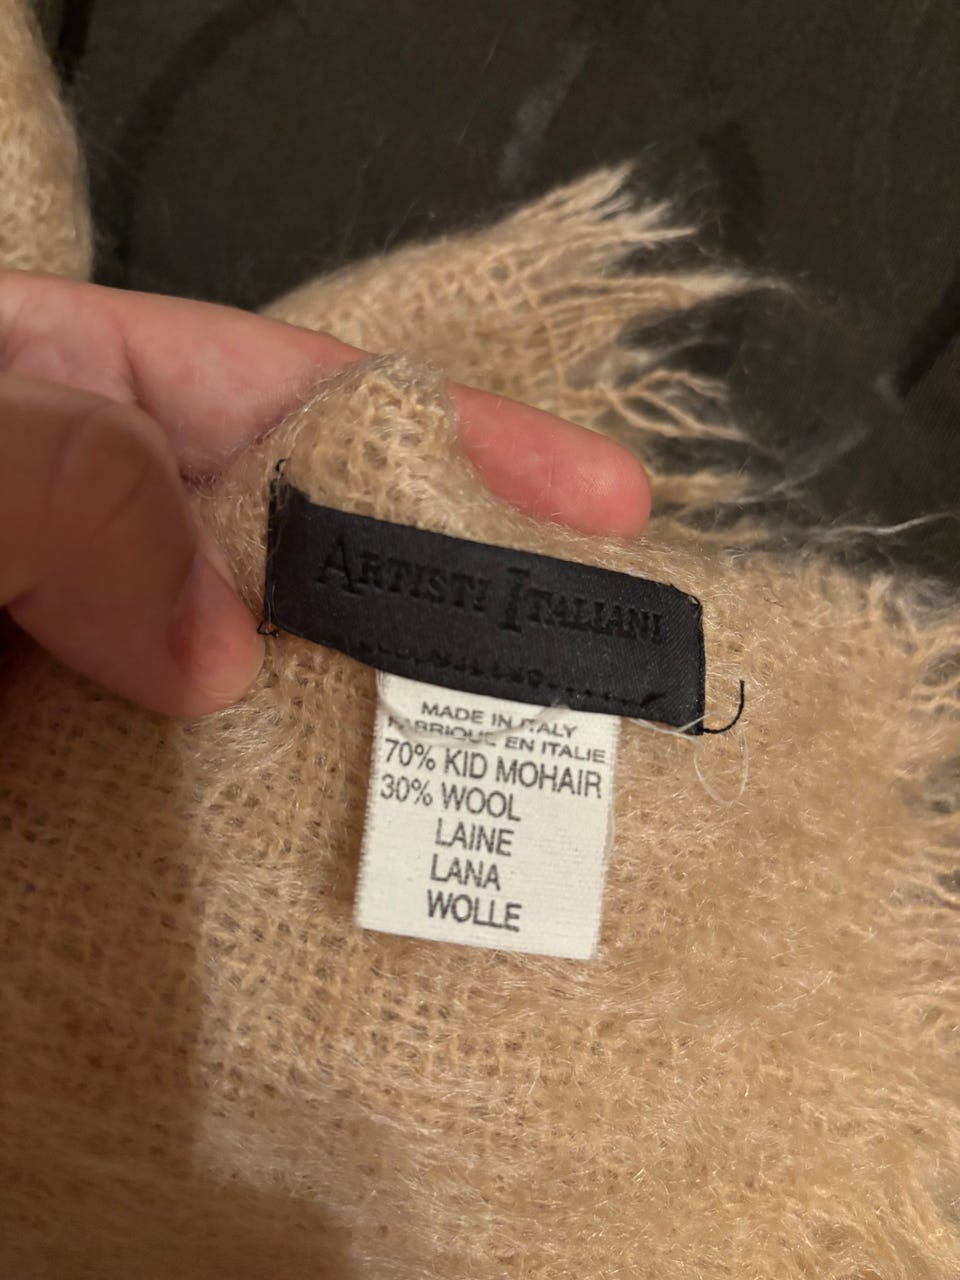 ARTISTI ITALIANI
MADE IN ITALY
FABRIQUE EN ITALIE
70% KID MOHAIR
30% WOOL
LAINE
LANA
WOLLE